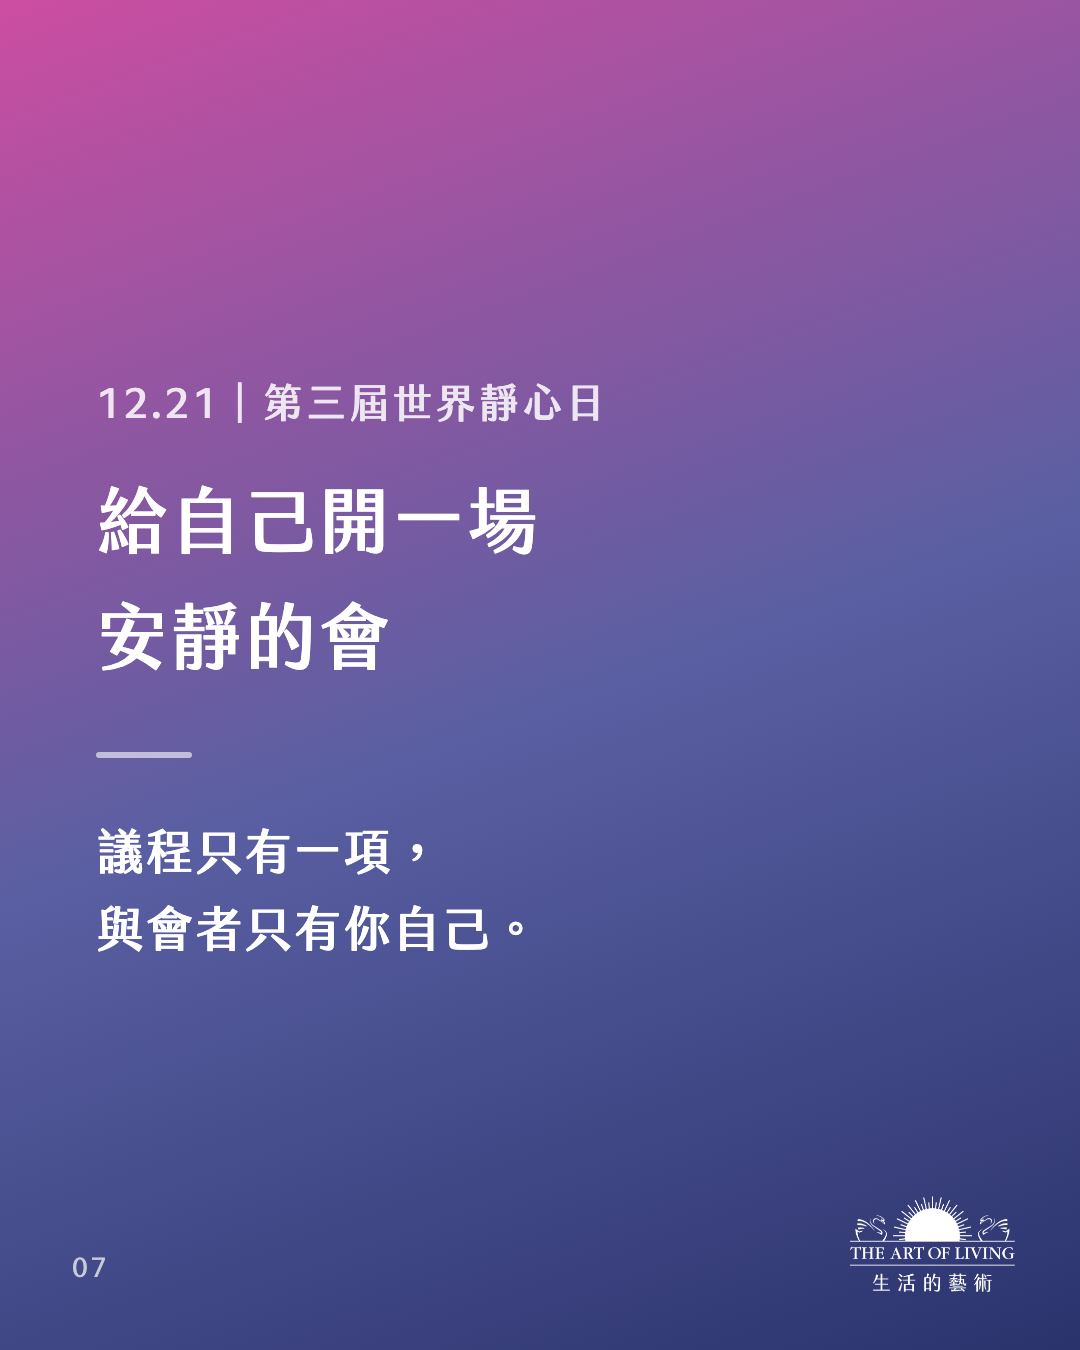 12.21｜第三屆世界靜心日
給自己開一場
安靜的會
議程只有一項，
與會者只有你自己。
07
THE ART OF LIVING
生活的藝術